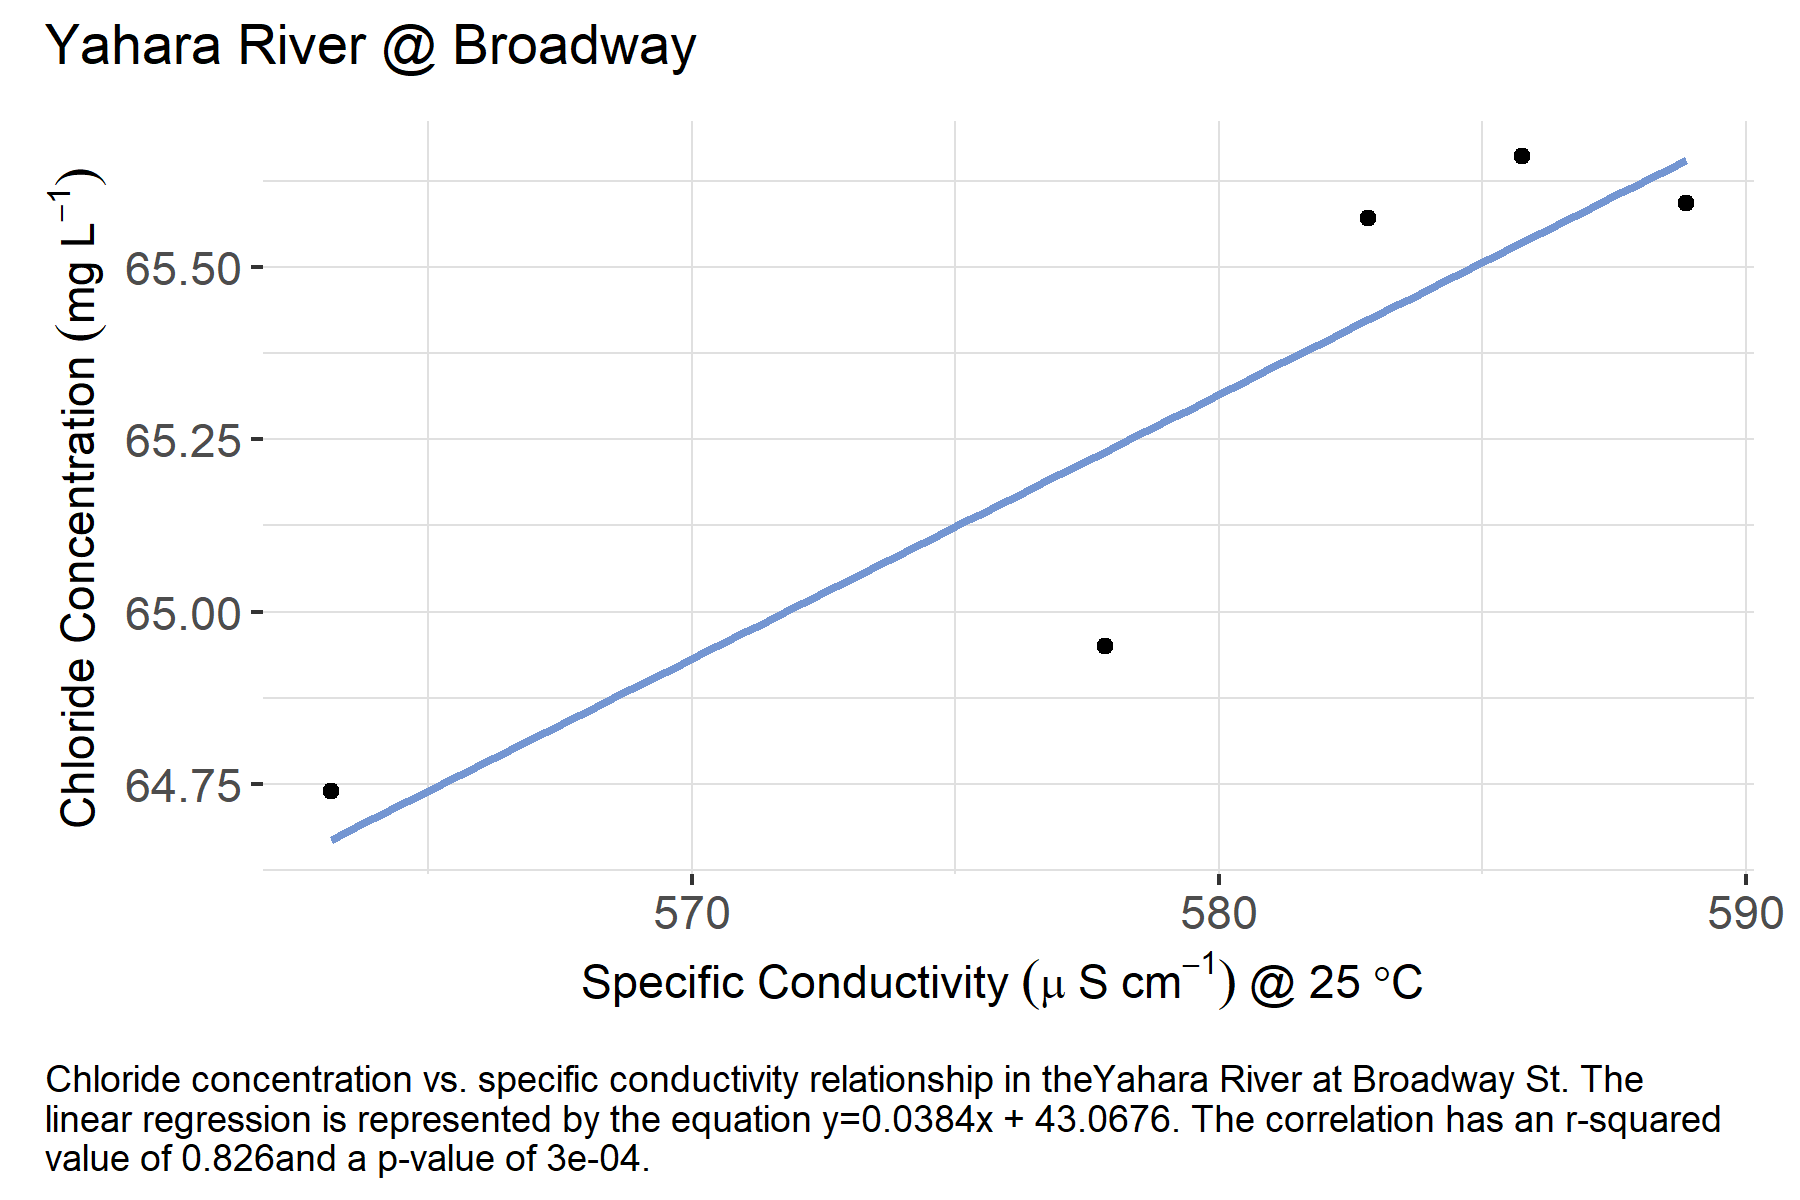 Yahara River @ Broadway
Chloride Concentration (mg L⁻¹)
65.50
65.25
65.00
64.75
570 580 590
Specific Conductivity (μ S cm⁻¹) @ 25 °C
Chloride concentration vs. specific conductivity relationship in theYahara River at Broadway St. The
linear regression is represented by the equation y=0.0384x + 43.0676. The correlation has an r-squared
value of 0.826and a p-value of 3e-04.